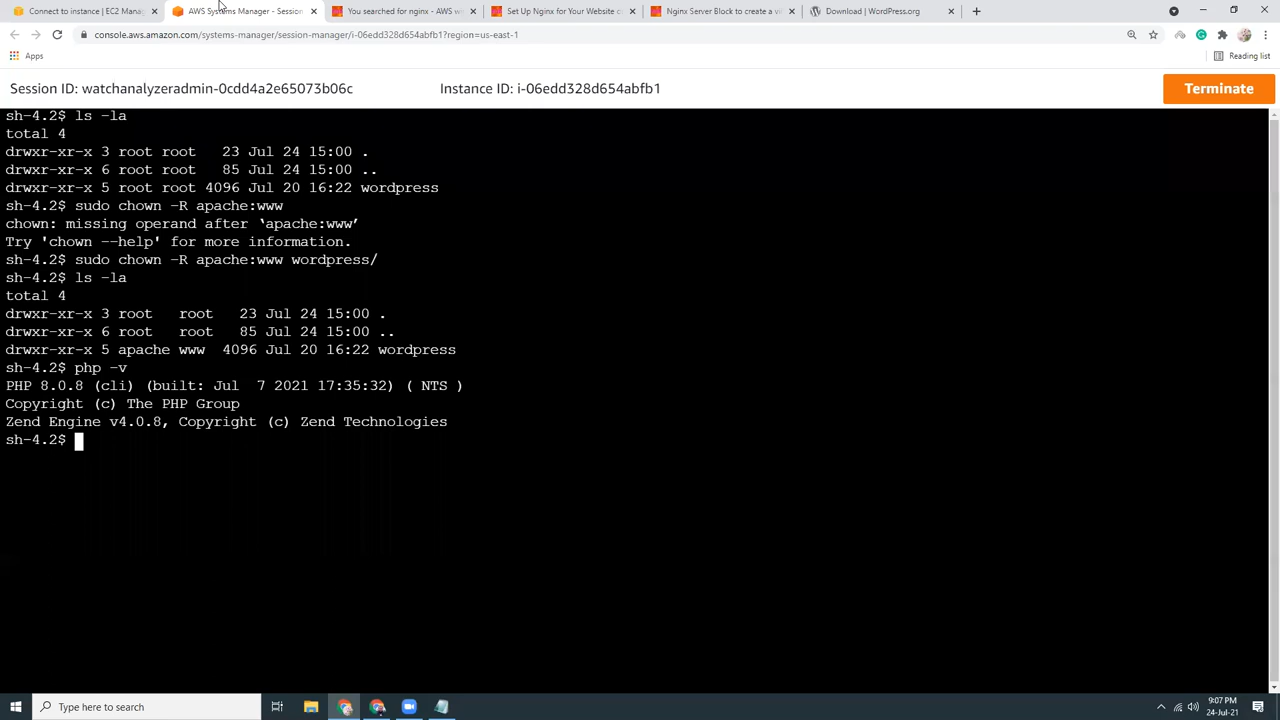 Connect to instance | EC2 Manag
AWS Systems Manager - Session
You searched for nginx - AWS w
Set Up Nginx for Your Website o
Nginx Server Block to create a vi
Download | WordPress.org
console.aws.amazon.com/systems-manager/session-manager/i-06edd328d654abfb1?region=us-east-1
Apps
Reading list
Session ID: watchanalyzeradmin-0cdd4a2e65073b06c
Instance ID: i-06edd328d654abfb1
Terminate
sh-4.2$ ls -la
total 4
drwxr-xr-x 3 root root   23 Jul 24 15:00 .
drwxr-xr-x 6 root root   85 Jul 24 15:00 ..
drwxr-xr-x 5 root root 4096 Jul 20 16:22 wordpress
sh-4.2$ sudo chown -R apache:www
chown: missing operand after ‘apache:www’
Try 'chown --help' for more information.
sh-4.2$ sudo chown -R apache:www wordpress/
sh-4.2$ ls -la
total 4
drwxr-xr-x 3 root   root   23 Jul 24 15:00 .
drwxr-xr-x 6 root   root   85 Jul 24 15:00 ..
drwxr-xr-x 5 apache www  4096 Jul 20 16:22 wordpress
sh-4.2$ php -v
PHP 8.0.8 (cli) (built: Jul  7 2021 17:35:32) ( NTS )
Copyright (c) The PHP Group
Zend Engine v4.0.8, Copyright (c) Zend Technologies
sh-4.2$
Type here to search
9:07 PM
24-Jul-21